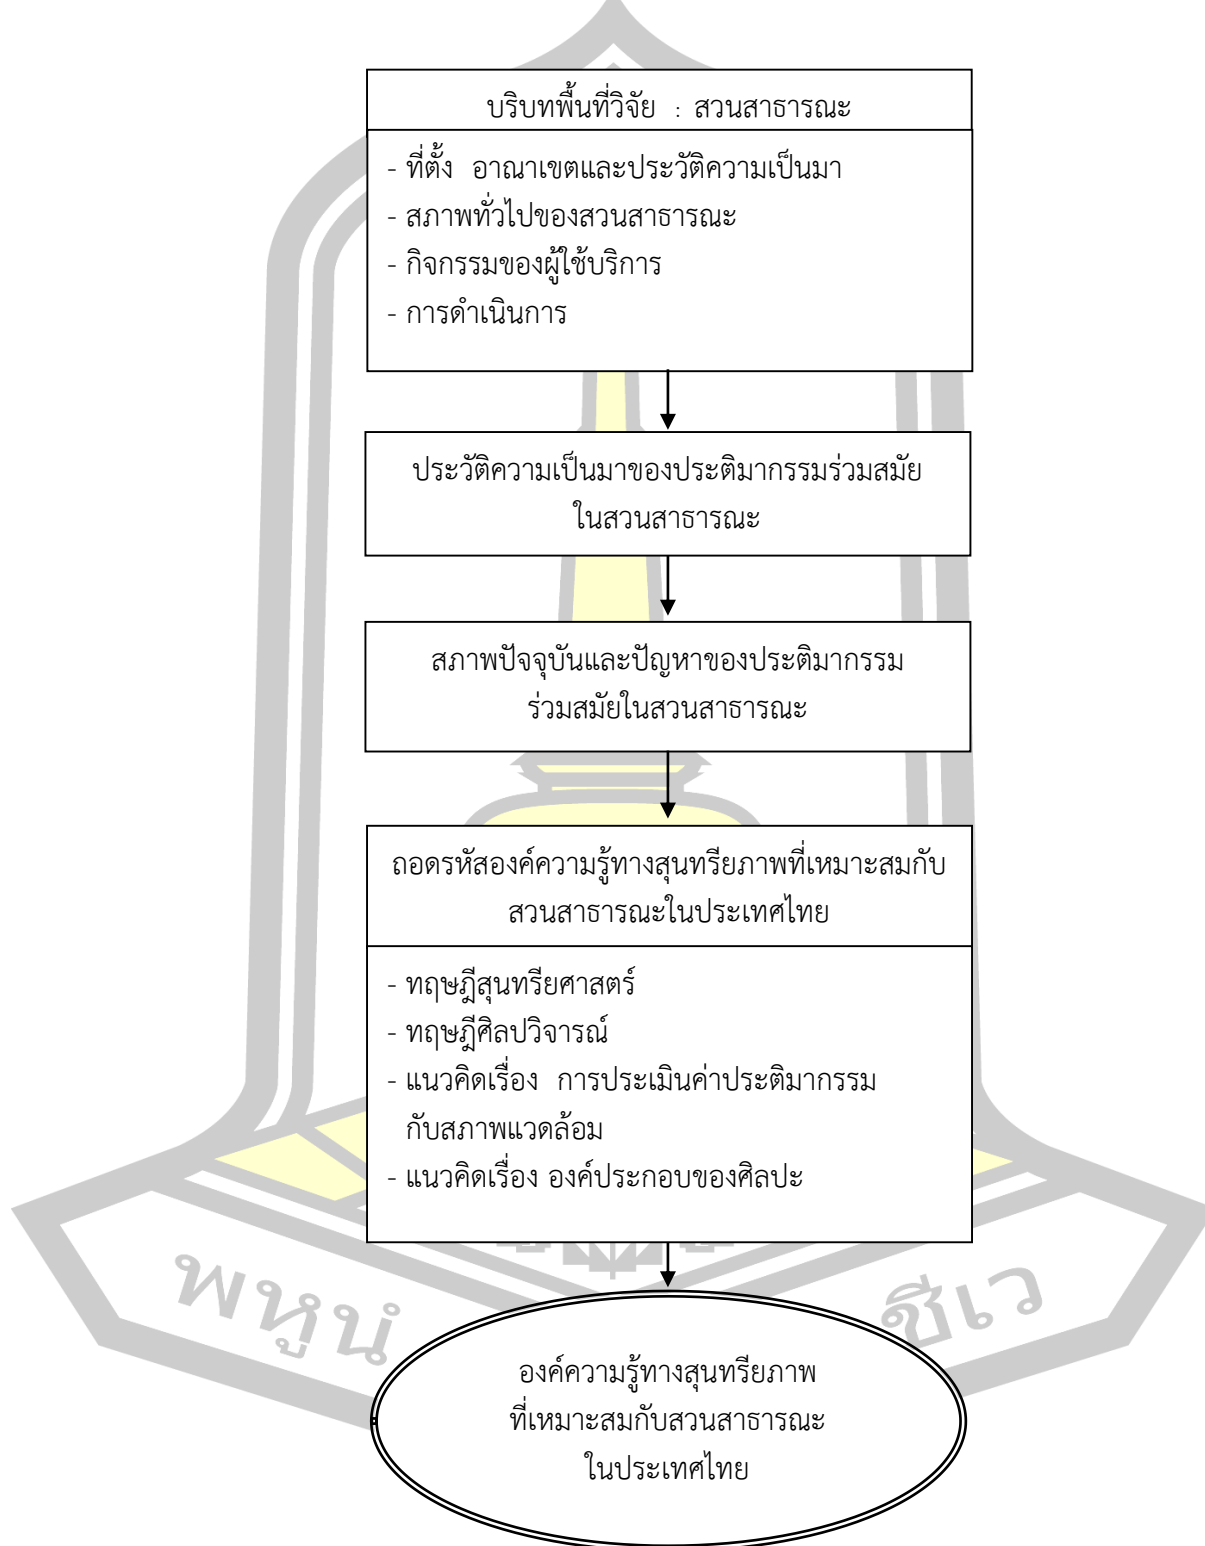 บริบทพื้นที่วิจัย : สวนสาธารณะ
- ที่ตั้ง อาณาเขตและประวัติความเป็นมา
- สภาพทั่วไปของสวนสาธารณะ
- กิจกรรมของผู้ใช้บริการ
- การดำเนินการ
ประวัติความเป็นมาของประติมากรรมร่วมสมัย
ในสวนสาธารณะ
สภาพปัจจุบันและปัญหาของประติมากรรม
ร่วมสมัยในสวนสาธารณะ
ถอดรหัสองค์ความรู้ทางสุนทรียภาพที่เหมาะสมกับ
สวนสาธารณะในประเทศไทย
- ทฤษฎีสุนทรียศาสตร์
- ทฤษฎีศิลปวิจารณ์
- แนวคิดเรื่อง การประเมินค่าประติมากรรม
กับสภาพแวดล้อม
- แนวคิดเรื่อง องค์ประกอบของศิลปะ
พหูนํ ชีเว
องค์ความรู้ทางสุนทรียภาพ
ที่เหมาะสมกับสวนสาธารณะ
ในประเทศไทย